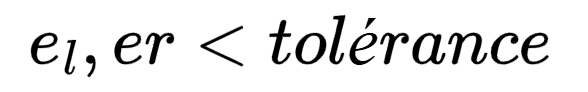 e_l, er < tolérance